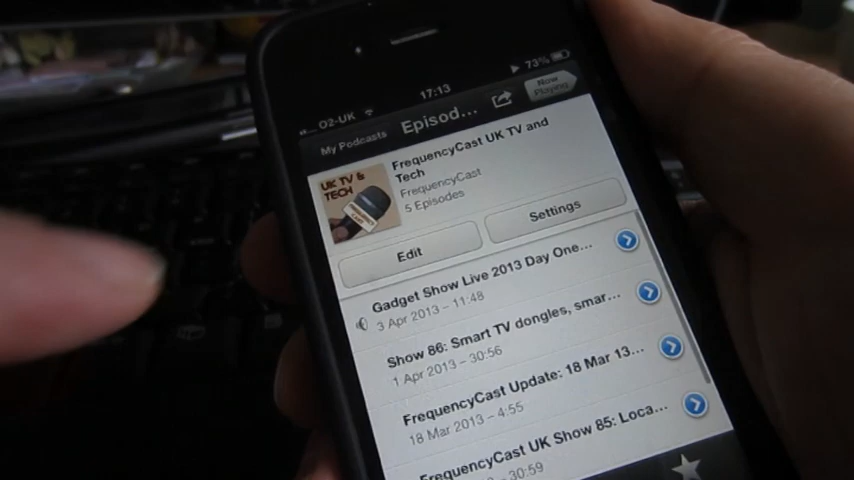 O2-UK 17:13 73%
My Podcasts Episod... Now Playing
UK TV & TECH
FREQUENCY CAST
FrequencyCast UK TV and Tech
FrequencyCast
5 Episodes
Edit Settings
Gadget Show Live 2013 Day One...
3 Apr 2013 – 11:48
Show 86: Smart TV dongles, smar...
1 Apr 2013 – 30:56
FrequencyCast Update: 18 Mar 13...
18 Mar 2013 – 4:55
FrequencyCast UK Show 85: Loca...
– 30:59